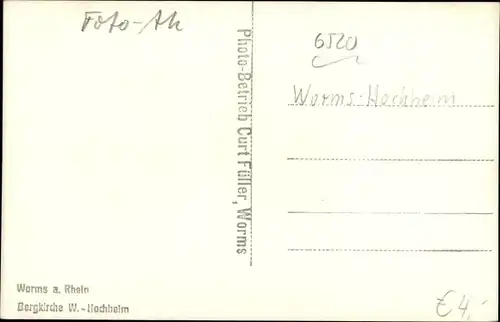 Foto-Ak
6520
Worms-Hochheim
Photo-Betrieb Curt Füller, Worms
Worms a. Rhein
Bergkirche W.-Hochheim
€ 4,-